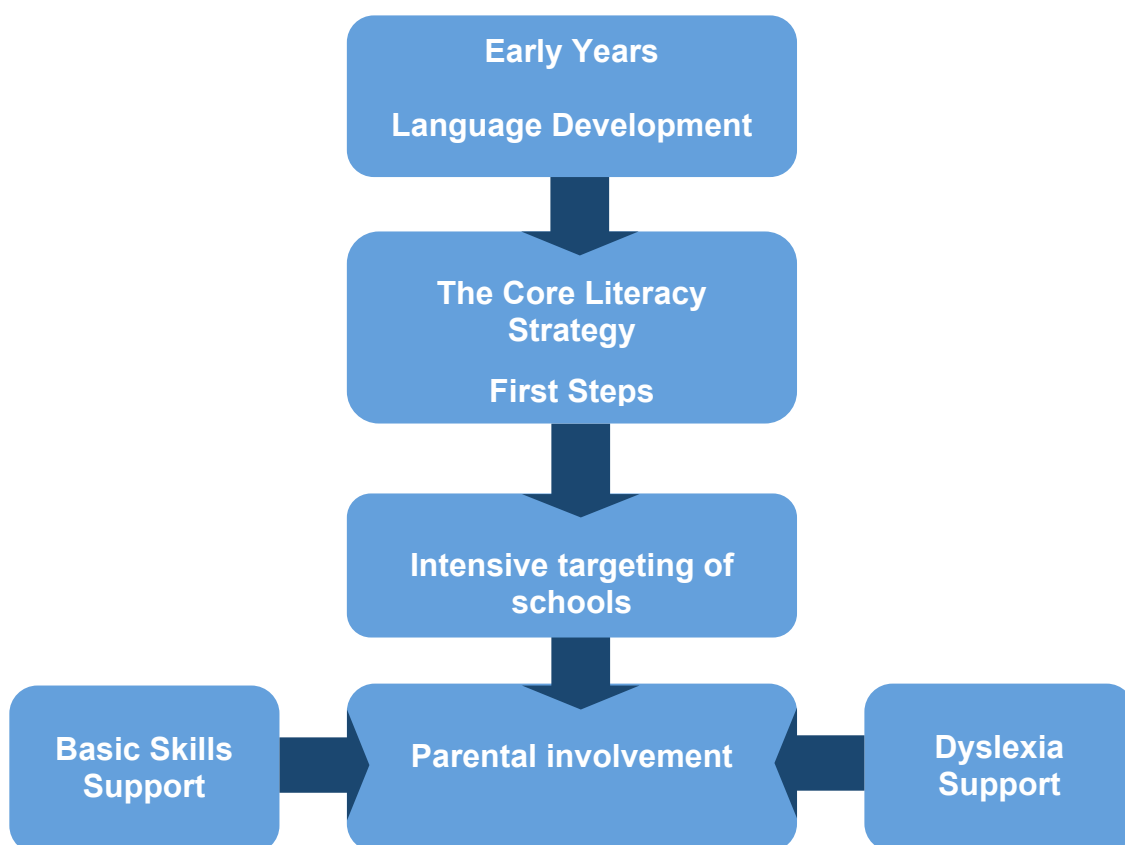 Early Years
Language Development
The Core Literacy
Strategy
First Steps
Intensive targeting of
schools
Basic Skills
Support
Parental involvement
Dyslexia
Support